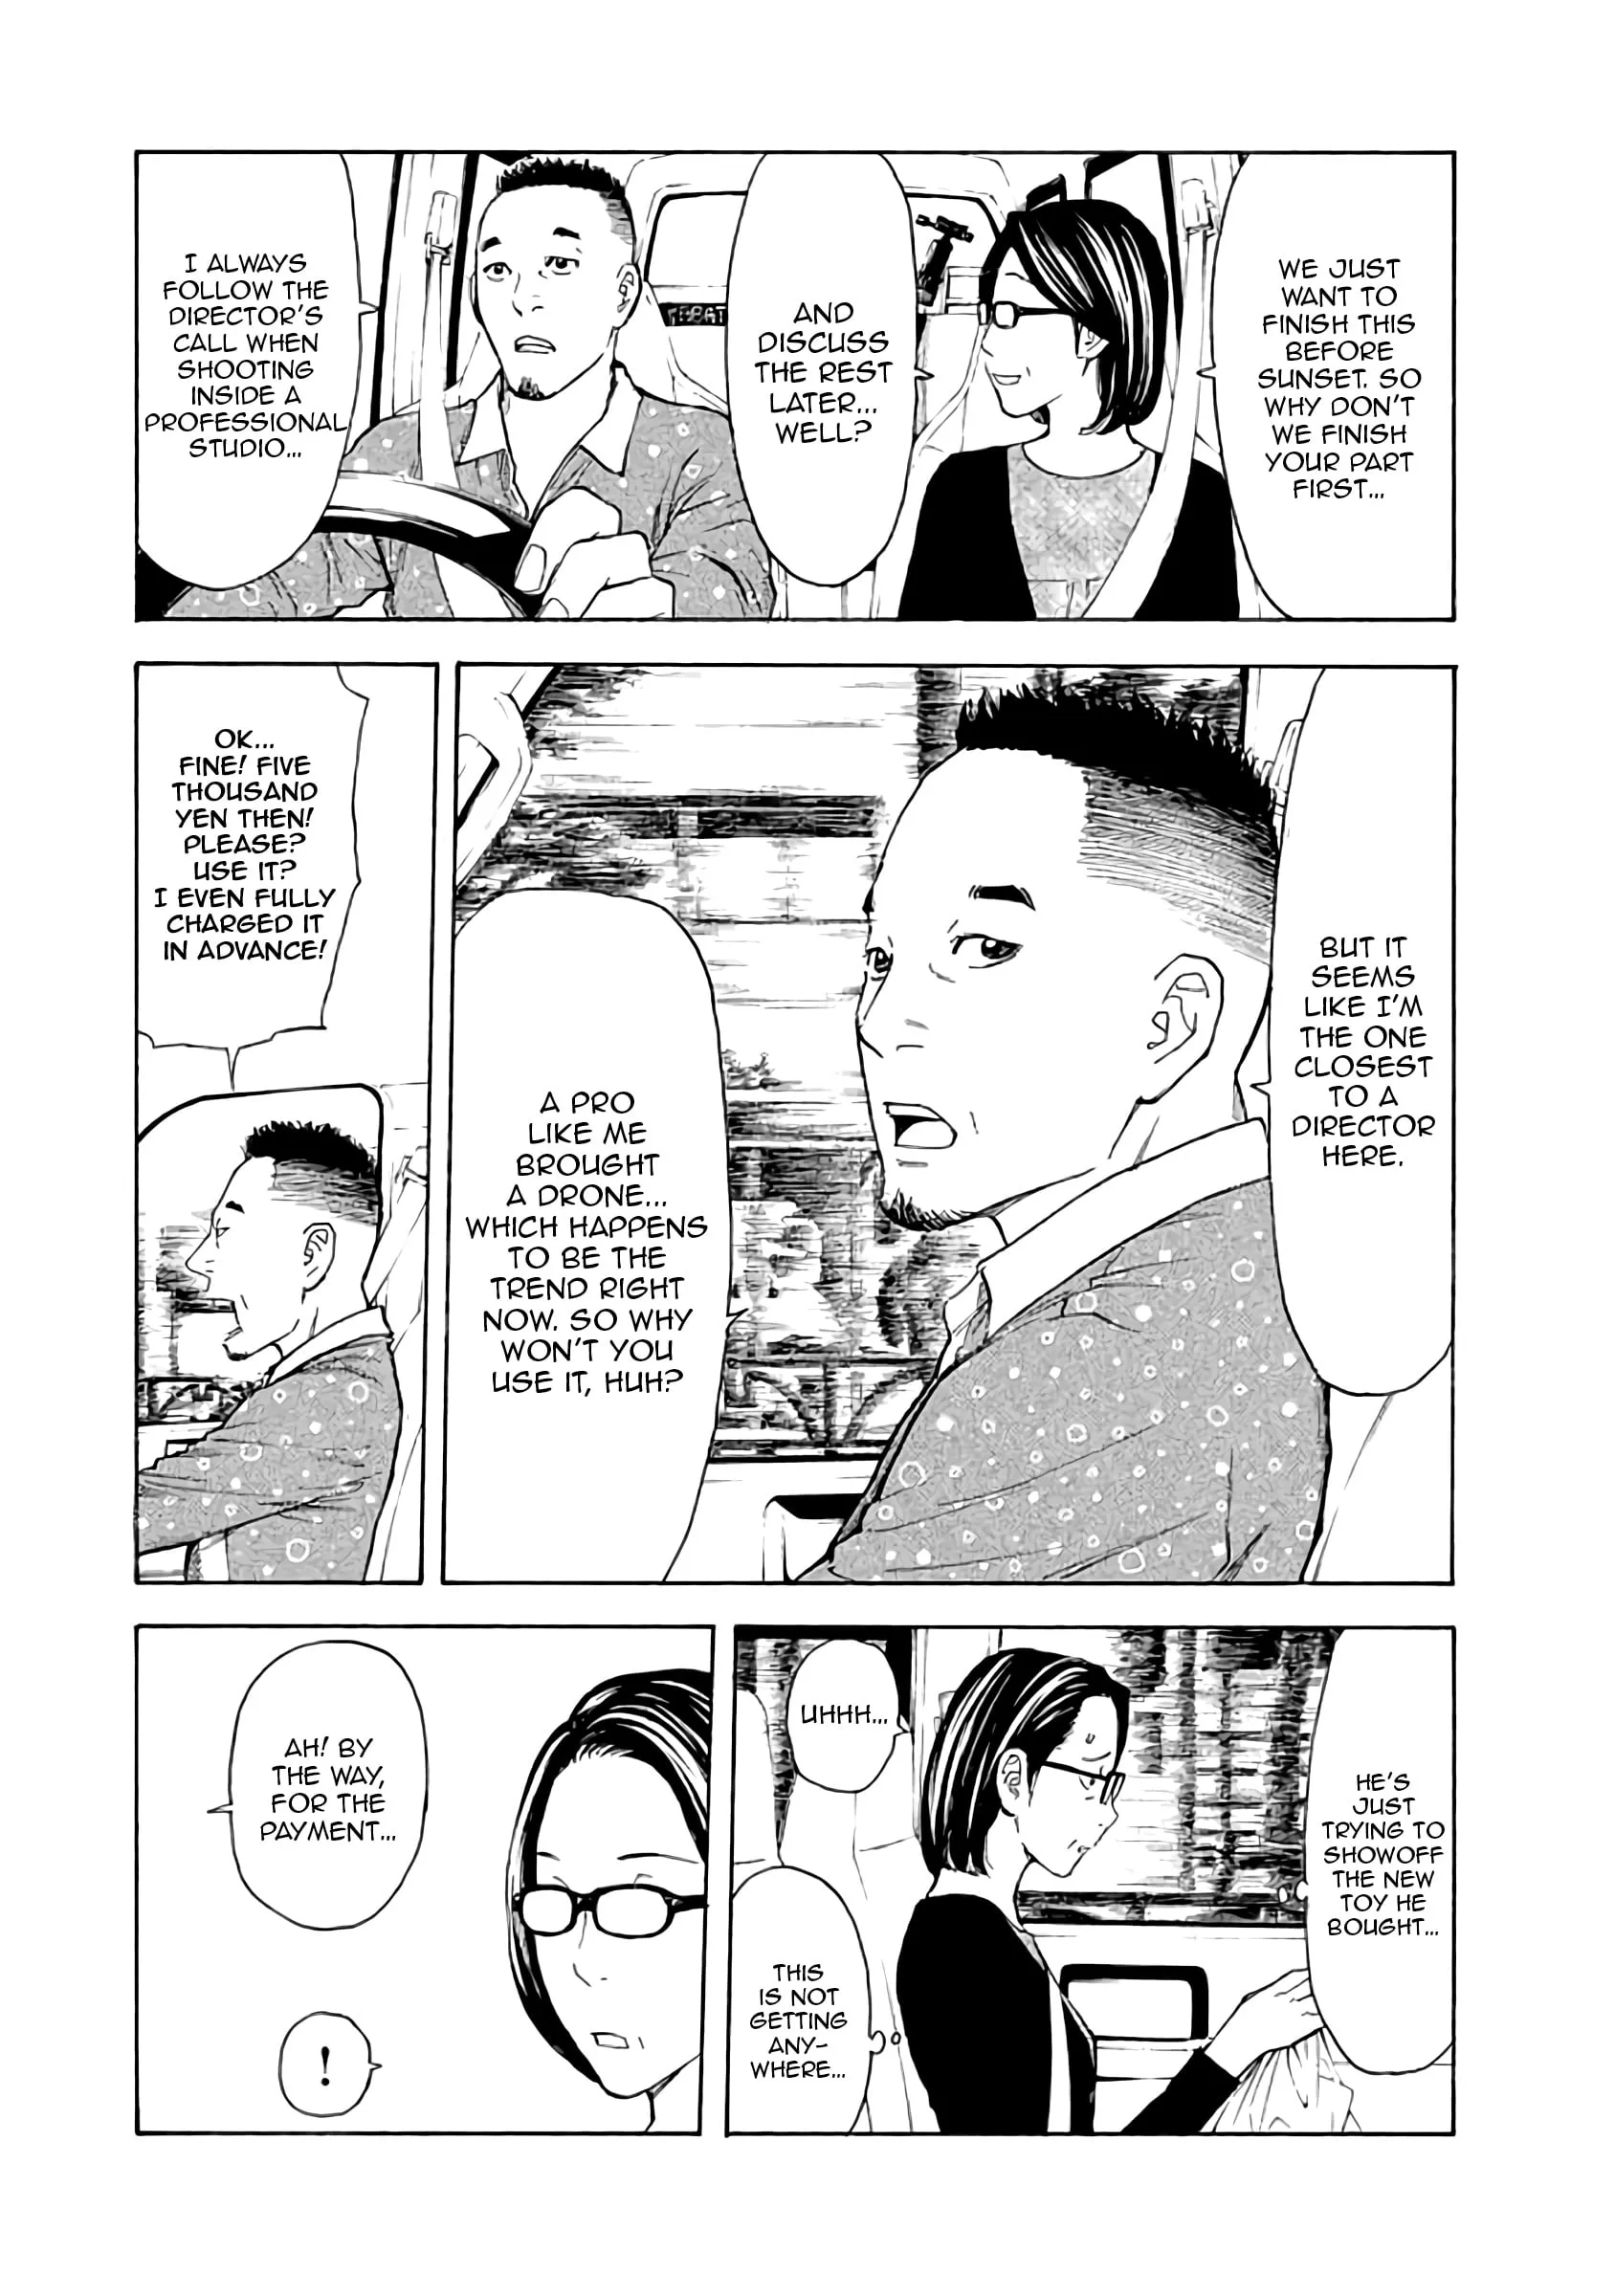 WE JUST
WANT TO
FINISH THIS
BEFORE
SUNSET. SO
WHY DON'T
WE FINISH
YOUR PART
FIRST...
AND
DISCUSS
THE REST
LATER...
WELL?
I ALWAYS
FOLLOW THE
DIRECTOR'S
CALL WHEN
SHOOTING
INSIDE A
PROFESSIONAL
STUDIO...
BUT IT
SEEMS
LIKE I'M
THE ONE
CLOSEST
TO A
DIRECTOR
HERE.
A PRO
LIKE ME
BROUGHT
A DRONE...
WHICH HAPPENS
TO BE THE
TREND RIGHT
NOW. SO WHY
WON'T YOU
USE IT, HUH?
OK...
FINE! FIVE
THOUSAND
YEN THEN!
PLEASE?
USE IT?
I EVEN FULLY
CHARGED IT
IN ADVANCE!
HE'S
JUST
TRYING TO
SHOWOFF
THE NEW
TOY HE
BOUGHT...
UHHH...
THIS
IS NOT
GETTING
ANY-
WHERE...
AH! BY
THE WAY,
FOR THE
PAYMENT...
!